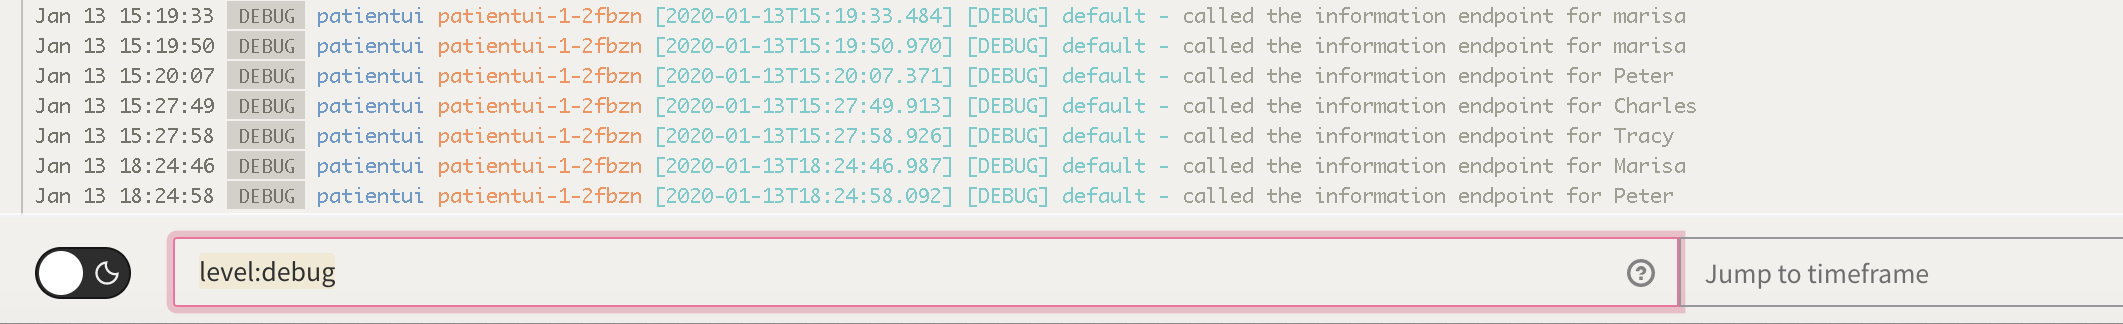 Jan 13 15:19:33 DEBUG patientui patientui-1-2fbzn [2020-01-13T15:19:33.484] [DEBUG] default - called the information endpoint for marisa
Jan 13 15:19:50 DEBUG patientui patientui-1-2fbzn [2020-01-13T15:19:50.970] [DEBUG] default - called the information endpoint for marisa
Jan 13 15:20:07 DEBUG patientui patientui-1-2fbzn [2020-01-13T15:20:07.371] [DEBUG] default - called the information endpoint for Peter
Jan 13 15:27:49 DEBUG patientui patientui-1-2fbzn [2020-01-13T15:27:49.913] [DEBUG] default - called the information endpoint for Charles
Jan 13 15:27:58 DEBUG patientui patientui-1-2fbzn [2020-01-13T15:27:58.926] [DEBUG] default - called the information endpoint for Tracy
Jan 13 18:24:46 DEBUG patientui patientui-1-2fbzn [2020-01-13T18:24:46.987] [DEBUG] default - called the information endpoint for Marisa
Jan 13 18:24:58 DEBUG patientui patientui-1-2fbzn [2020-01-13T18:24:58.092] [DEBUG] default - called the information endpoint for Peter
level:debug ? Jump to timeframe